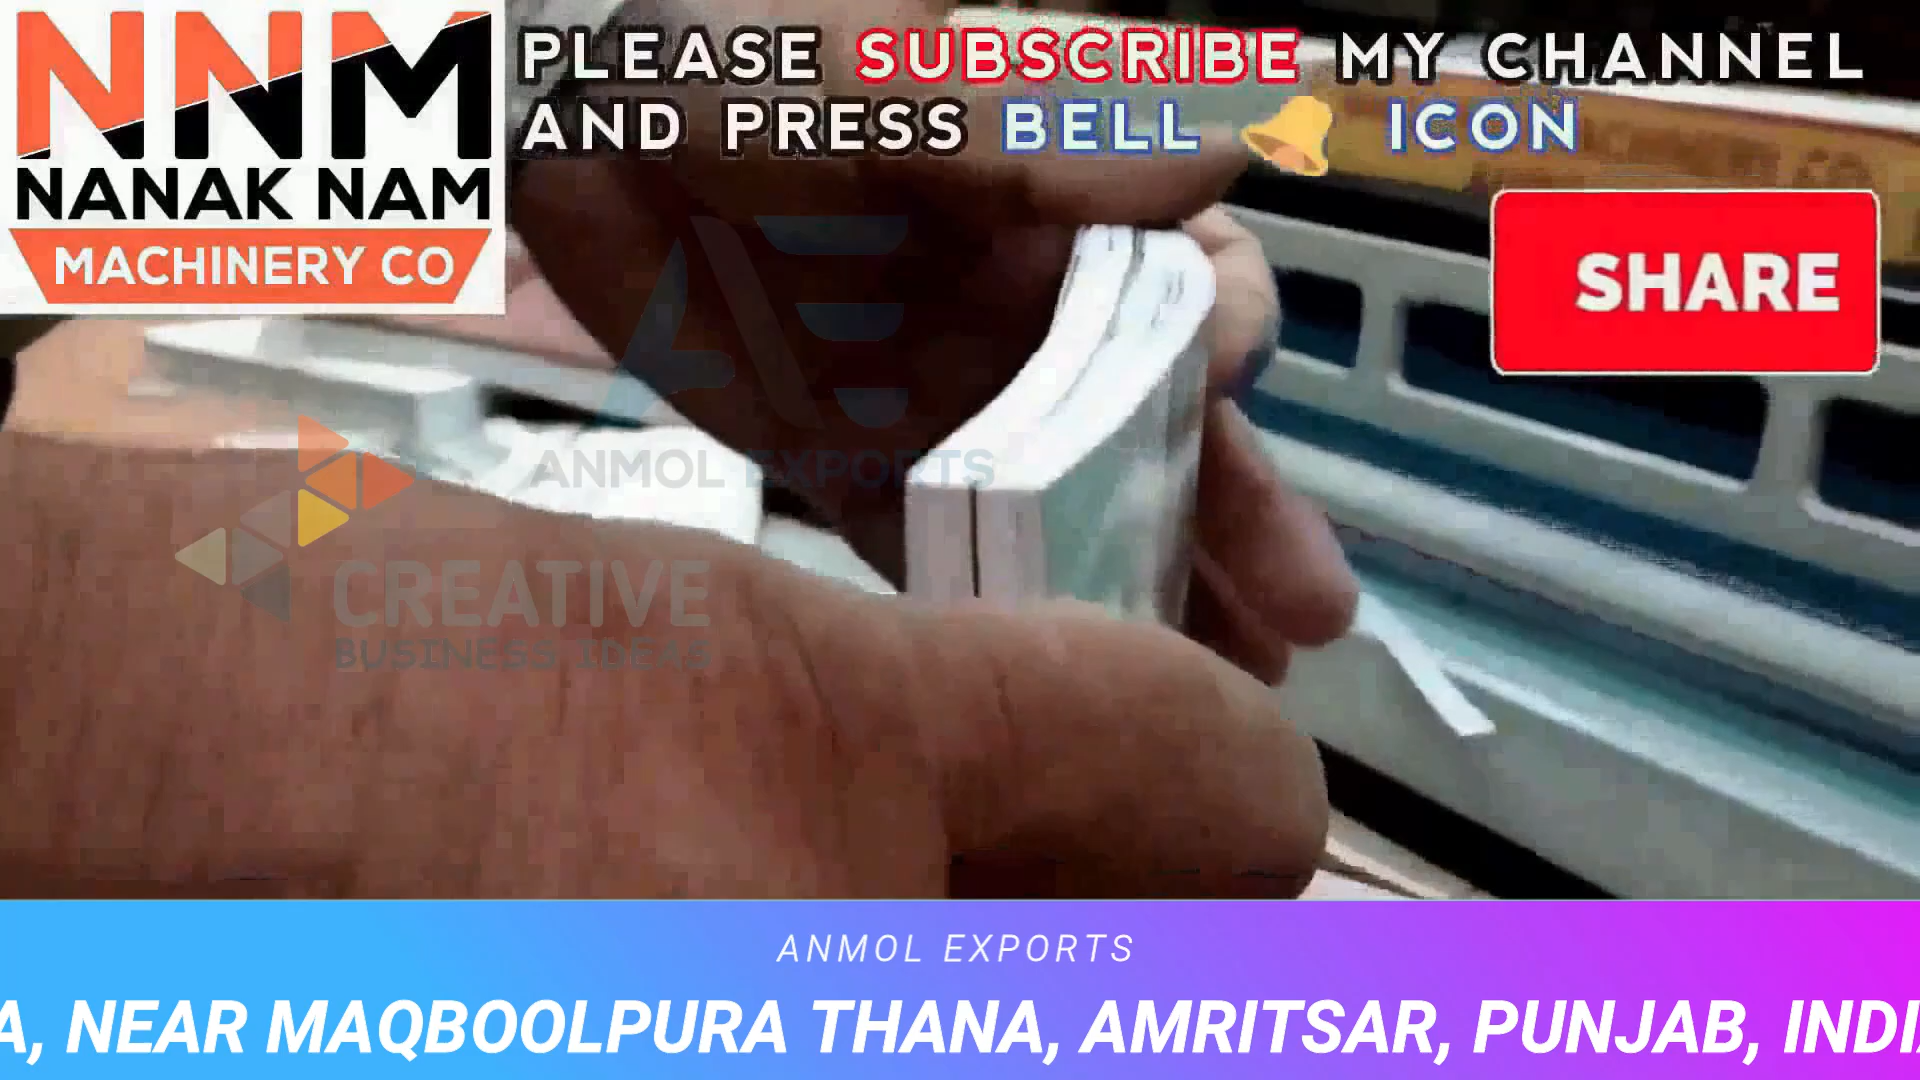 NNM
NANAK NAM
MACHINERY CO
PLEASE SUBSCRIBE MY CHANNEL
AND PRESS BELL 🔔 ICON
SHARE
ANMOL EXPORTS
CREATIVE
BUSINESS IDEAS
ANMOL EXPORTS
A, NEAR MAQBOOLPURA THANA, AMRITSAR, PUNJAB, INDI